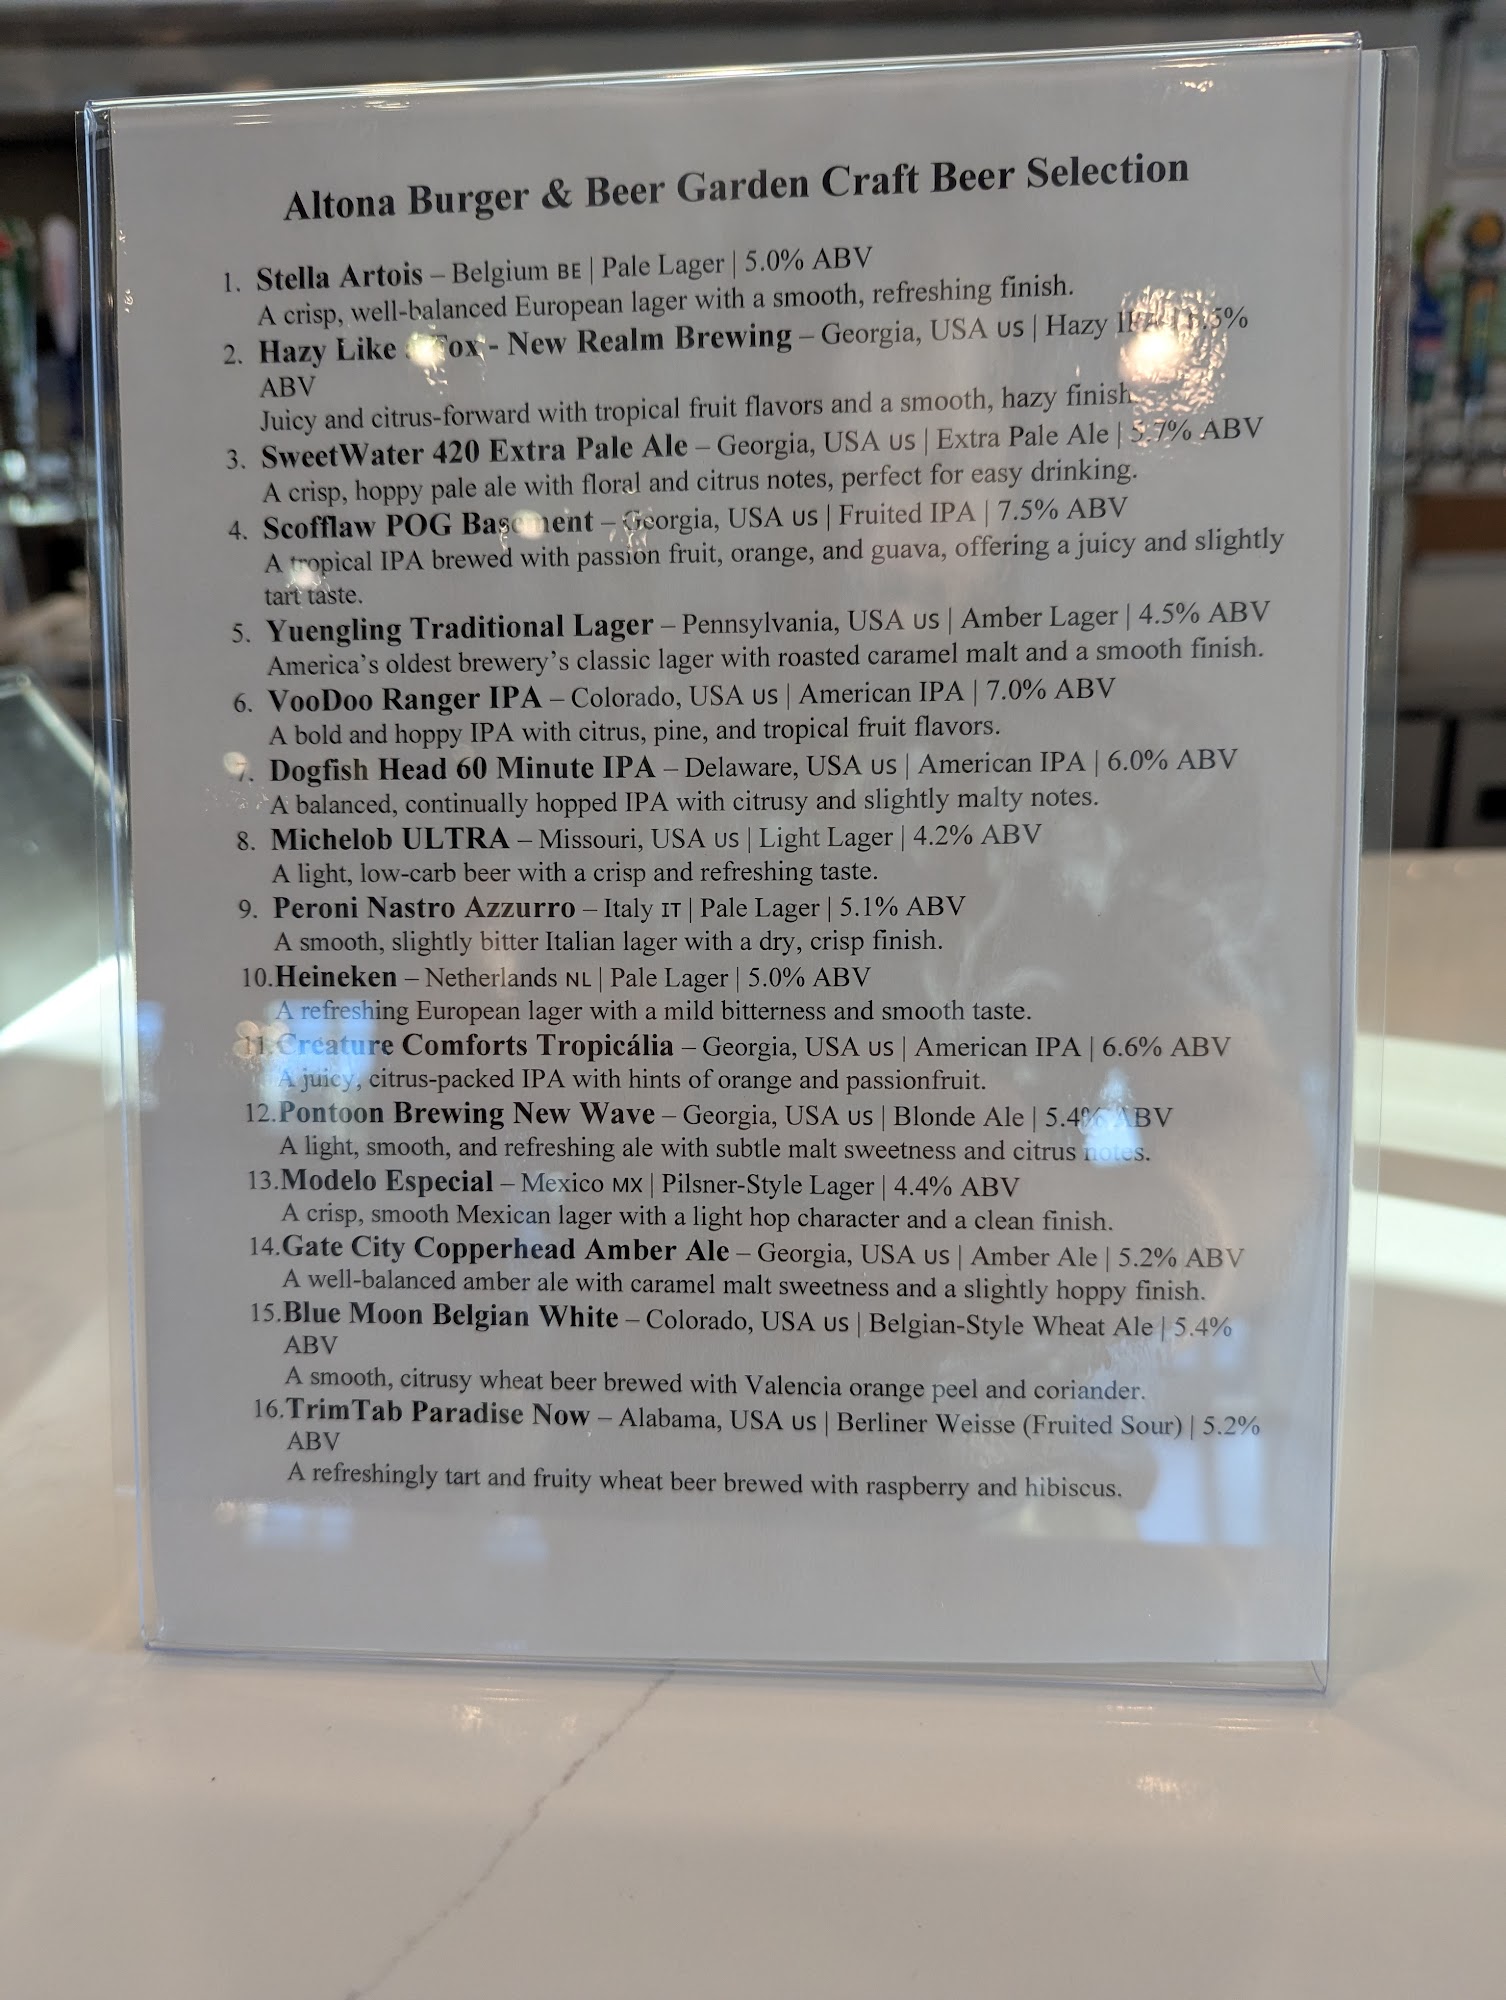 Altona Burger & Beer Garden Craft Beer Selection
1. Stella Artois – Belgium BE | Pale Lager | 5.0% ABV
A crisp, well-balanced European lager with a smooth, refreshing finish.
2. Hazy Like Fox - New Realm Brewing – Georgia, USA US | Hazy
ABV
Juicy and citrus-forward with tropical fruit flavors and a smooth, hazy finish
3. SweetWater 420 Extra Pale Ale – Georgia, USA US | Extra Pale Ale | 5.7% ABV
A crisp, hoppy pale ale with floral and citrus notes, perfect for easy drinking.
4. Scofflaw POG Basement – Georgia, USA US | Fruited IPA | 7.5% ABV
A tropical IPA brewed with passion fruit, orange, and guava, offering a juicy and slightly
tart taste.
5. Yuengling Traditional Lager – Pennsylvania, USA US | Amber Lager | 4.5% ABV
America’s oldest brewery’s classic lager with roasted caramel malt and a smooth finish.
6. VooDoo Ranger IPA – Colorado, USA US | American IPA | 7.0% ABV
A bold and hoppy IPA with citrus, pine, and tropical fruit flavors.
7. Dogfish Head 60 Minute IPA – Delaware, USA US | American IPA | 6.0% ABV
A balanced, continually hopped IPA with citrusy and slightly malty notes.
8. Michelob ULTRA – Missouri, USA US | Light Lager | 4.2% ABV
A light, low-carb beer with a crisp and refreshing taste.
9. Peroni Nastro Azzurro – Italy IT | Pale Lager | 5.1% ABV
A smooth, slightly bitter Italian lager with a dry, crisp finish.
10. Heineken – Netherlands NL | Pale Lager | 5.0% ABV
A refreshing European lager with a mild bitterness and smooth taste.
11. Creature Comforts Tropicália – Georgia, USA US | American IPA | 6.6% ABV
A juicy, citrus-packed IPA with hints of orange and passionfruit.
12. Pontoon Brewing New Wave – Georgia, USA US | Blonde Ale | 5.4% ABV
A light, smooth, and refreshing ale with subtle malt sweetness and citrus notes.
13. Modelo Especial – Mexico MX | Pilsner-Style Lager | 4.4% ABV
A crisp, smooth Mexican lager with a light hop character and a clean finish.
14. Gate City Copperhead Amber Ale – Georgia, USA US | Amber Ale | 5.2% ABV
A well-balanced amber ale with caramel malt sweetness and a slightly hoppy finish.
15. Blue Moon Belgian White – Colorado, USA US | Belgian-Style Wheat Ale | 5.4%
ABV
A smooth, citrusy wheat beer brewed with Valencia orange peel and coriander.
16. TrimTab Paradise Now – Alabama, USA US | Berliner Weisse (Fruited Sour) | 5.2%
ABV
A refreshingly tart and fruity wheat beer brewed with raspberry and hibiscus.